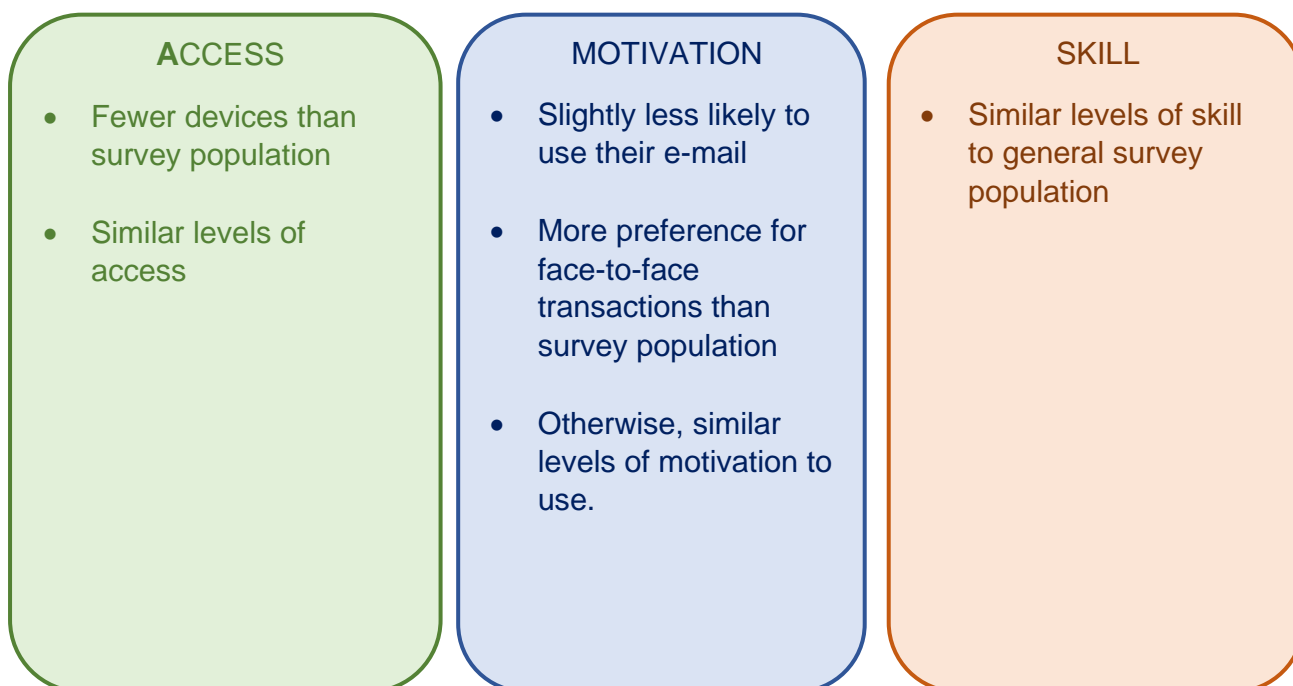 ACCESS
• Fewer devices than
survey population
• Similar levels of
access
MOTIVATION
• Slightly less likely to
use their e-mail
• More preference for
face-to-face
transactions than
survey population
• Otherwise, similar
levels of motivation to
use.
SKILL
• Similar levels of skill
to general survey
population